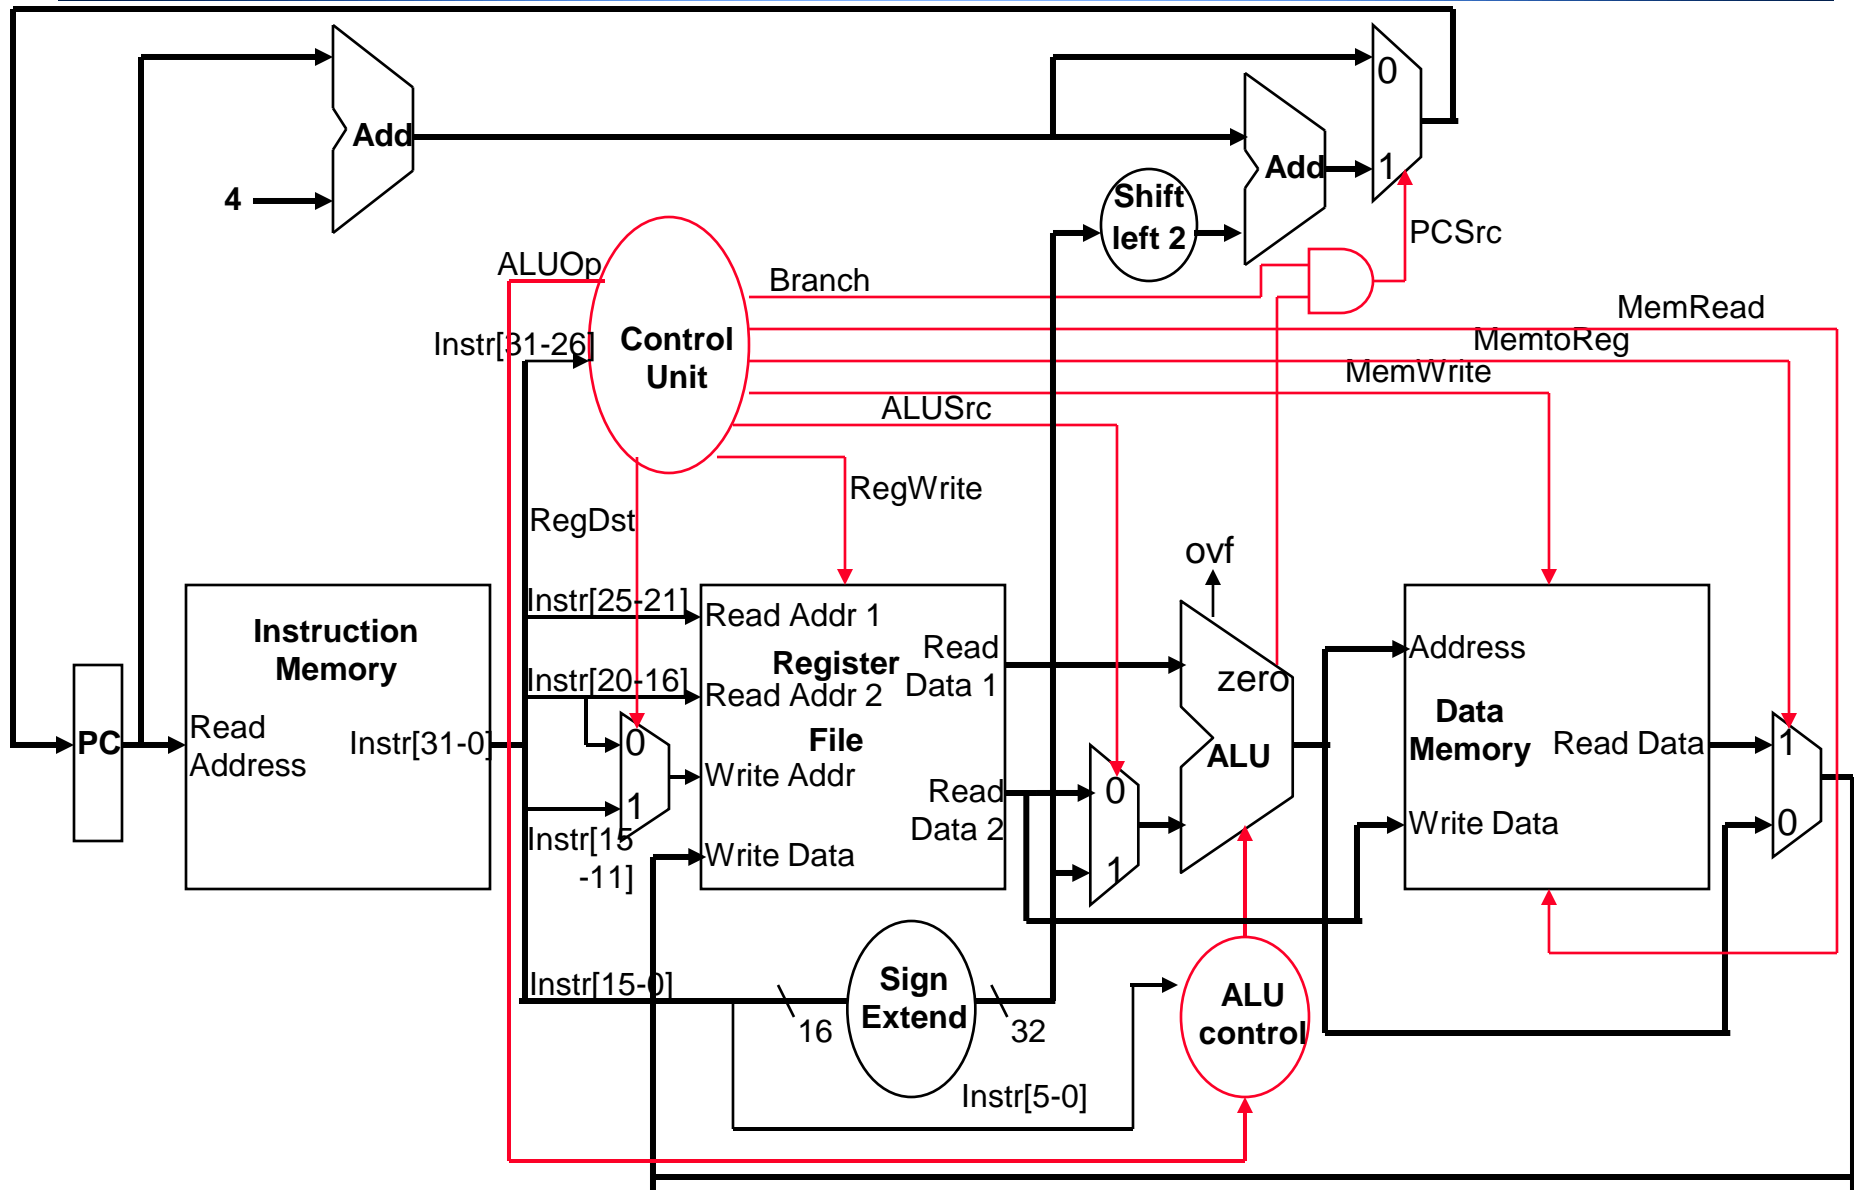 0
Add
Add
1
4
Shift
left 2
PCSrc
ALUOp
Branch
MemRead
Instr[31-26]
Control
Unit
MemtoReg
MemWrite
ALUSrc
RegWrite
RegDst
ovf
Instruction
Memory
Instr[25-21]
Read Addr 1
Register
Read
Data 1
Instr[20-16]
Read Addr 2
zero
Address
Data
Memory
PC
Read
Address
Instr[31-0]
0
File
Write Addr
ALU
Read Data
1
1
Read
Data 2
0
Write Data
0
Instr[15
-11]
Write Data
1
Instr[15-0]
Sign
Extend
16
32
ALU
control
Instr[5-0]